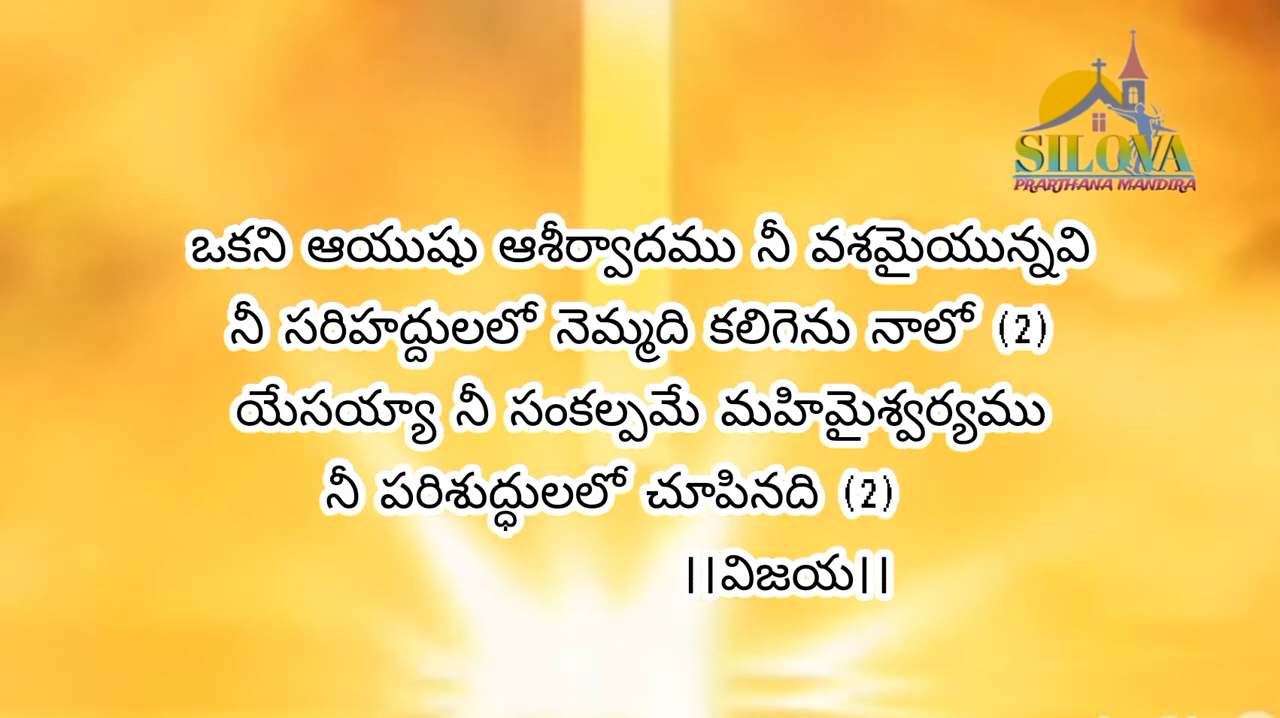 SILOVA
PRARTHANA MANDIRA
ఒకని ఆయుషు ఆశీర్వాదము నీ వశమైయున్నవి
నీ సరిహద్దులలో నెమ్మది కలిగెను నాలో (2)
యేసయ్యా నీ సంకల్పమే మహిమైశ్వర్యము
నీ పరిశుద్ధులలో చూపినది (2)
||విజయ||